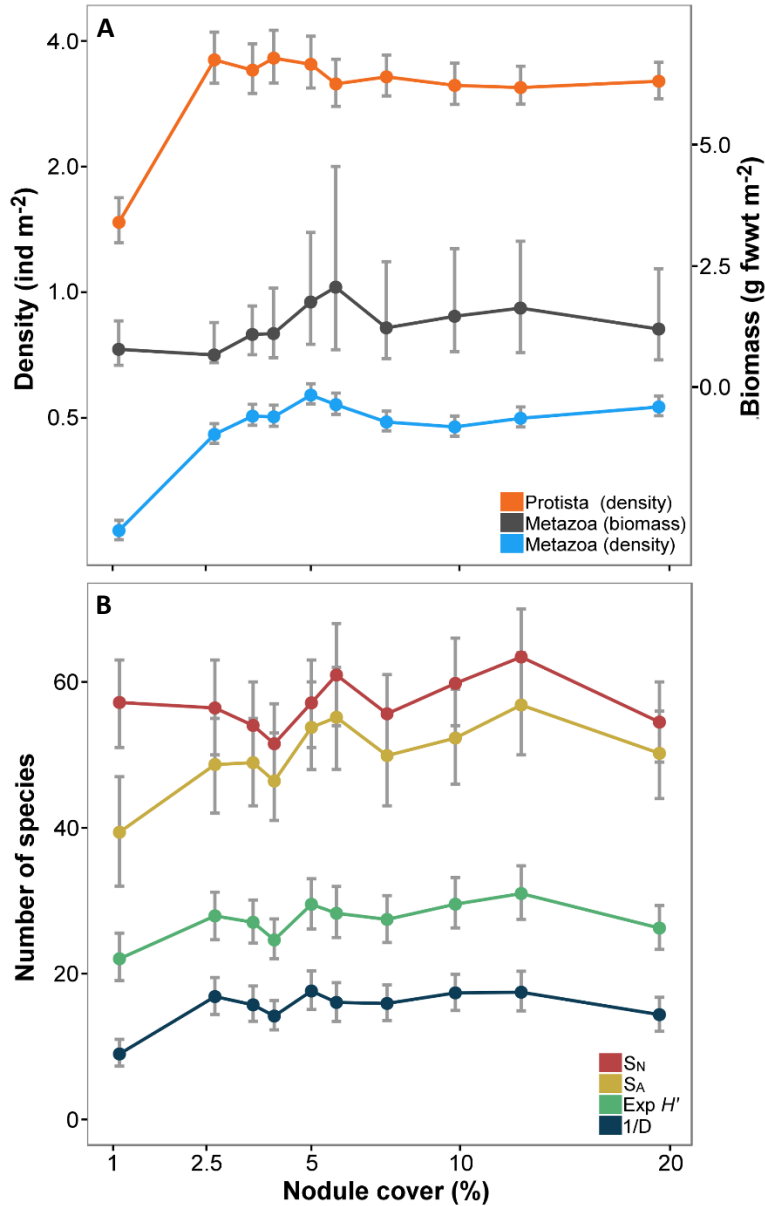 A
4.0
2.0
1.0
0.5
Density (ind m-2)
5.0
2.5
0.0
Biomass (g fwwt m-2)
Protista (density)
Metazoa (biomass)
Metazoa (density)
B
60
40
20
0
Number of species
SN
SA
Exp H'
1/D
1 2.5 5 10 20
Nodule cover (%)